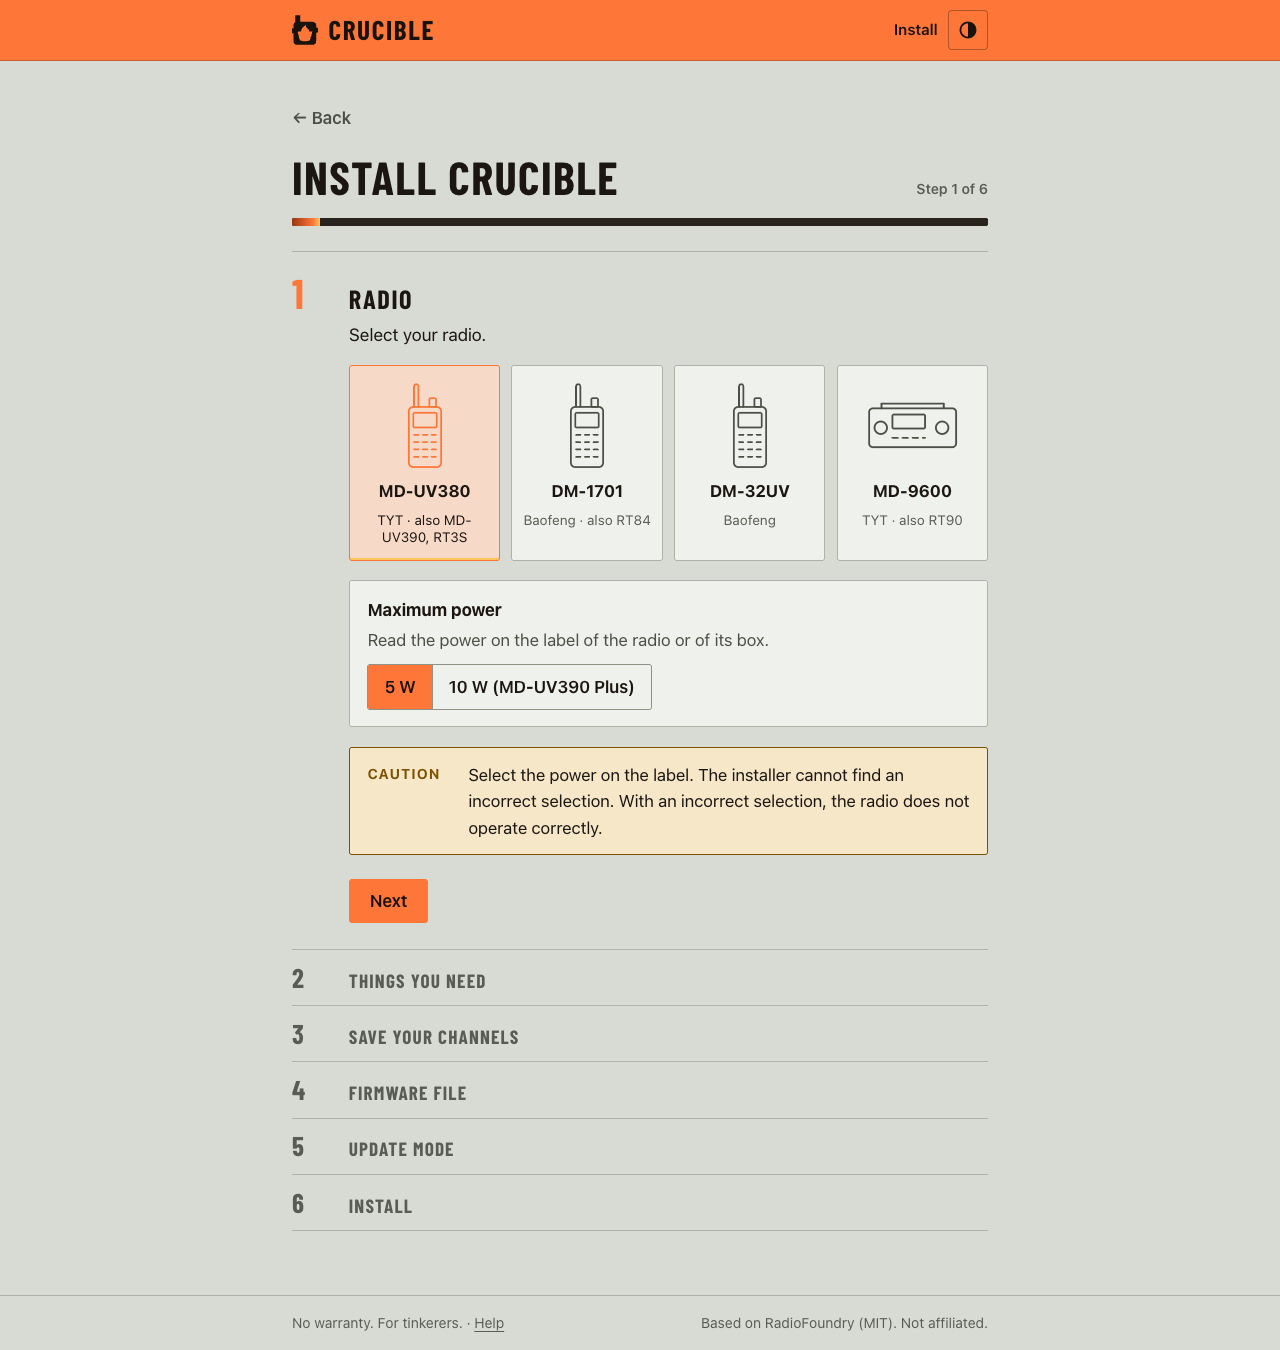 CRUCIBLE
Install
← Back
INSTALL CRUCIBLE
Step 1 of 6
1
RADIO
Select your radio.
MD-UV380
TYT · also MD-
UV390, RT3S
DM-1701
Baofeng · also RT84
DM-32UV
Baofeng
MD-9600
TYT · also RT90
Maximum power
Read the power on the label of the radio or of its box.
5 W
10 W (MD-UV390 Plus)
CAUTION
Select the power on the label. The installer cannot find an
incorrect selection. With an incorrect selection, the radio does not
operate correctly.
Next
2 THINGS YOU NEED
3 SAVE YOUR CHANNELS
4 FIRMWARE FILE
5 UPDATE MODE
6 INSTALL
No warranty. For tinkerers. · Help
Based on RadioFoundry (MIT). Not affiliated.